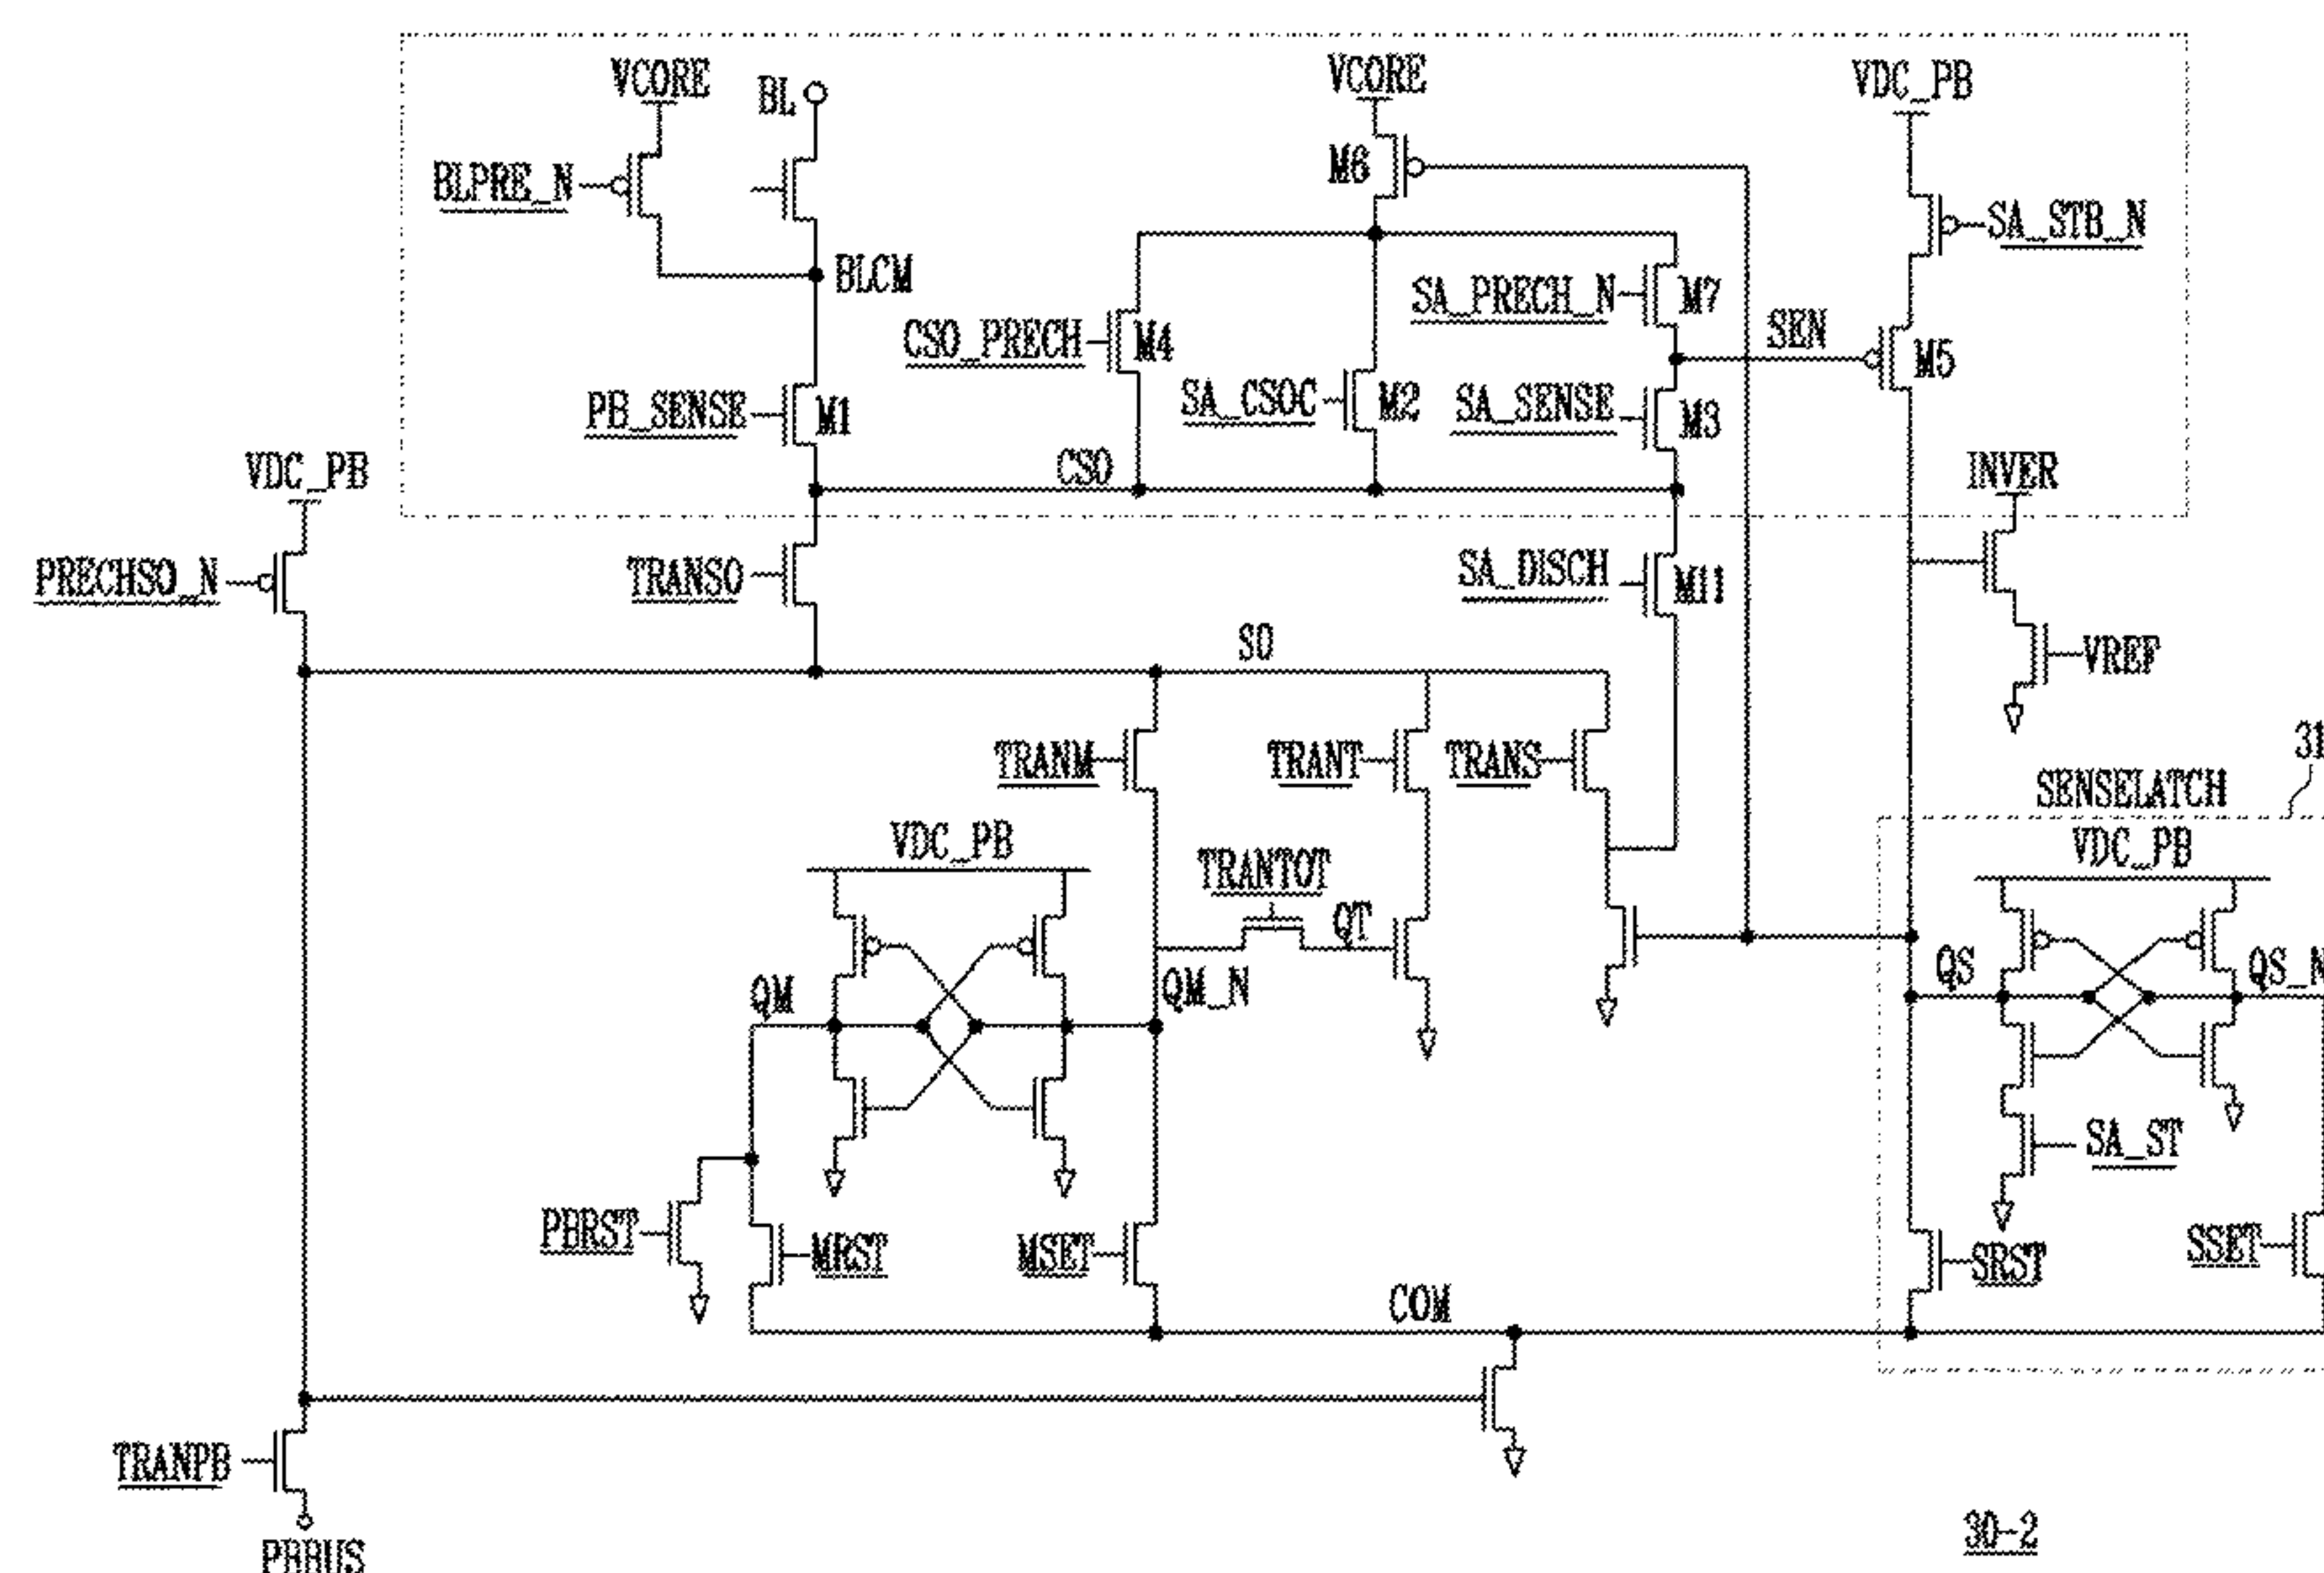 VCORE
BL
VCORE
VDC_PB
BLPRE_N
M6
SA_STB_N
BLCM
SA_PRECH_N
M7
SEN
CSO_PRECH
M4
M5
PB_SENSE
M1
SA_CSOC
M2
SA_SENSE
M3
VDC_PB
CSO
INVER
PRECHSO_N
TRANSO
SA_DISCH
M11
SO
VREF
31
TRANM
TRANT
TRANS
SENSELATCH
VDC_PB
VDC_PB
TRANTOT
QT
QM
QM_N
QS
QS_N
SA_ST
PBRST
MRST
MSET
SRST
SSET
COM
TRANPB
30-2
PBBUS